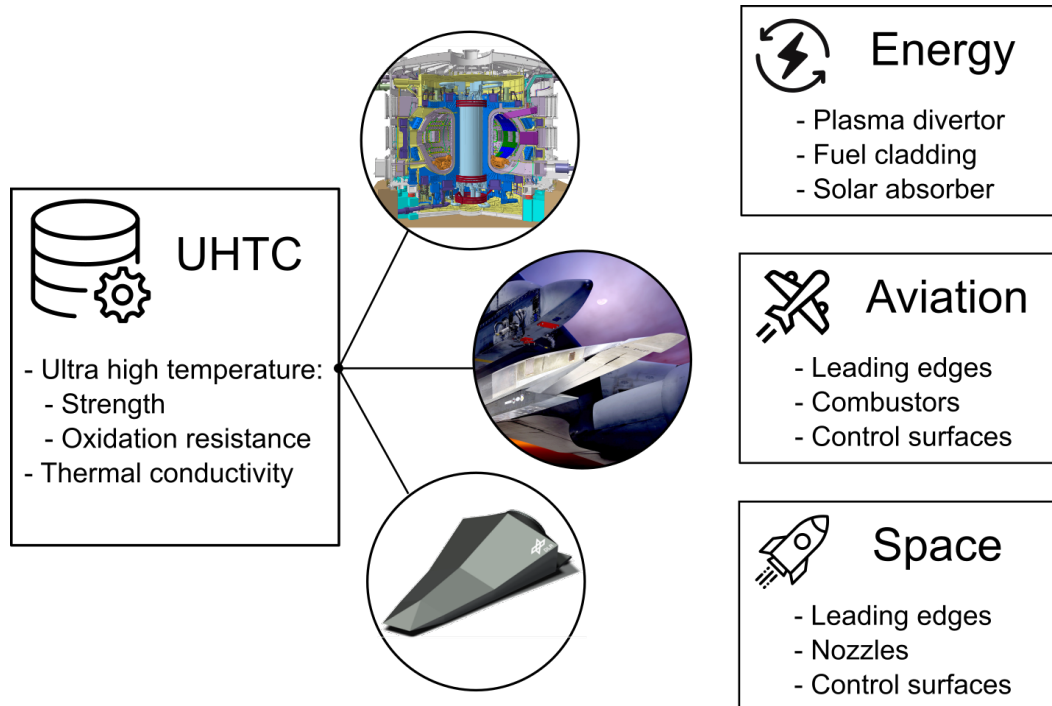 UHTC
- Ultra high temperature:
- Strength
- Oxidation resistance
- Thermal conductivity
Energy
- Plasma divertor
- Fuel cladding
- Solar absorber
Aviation
- Leading edges
- Combustors
- Control surfaces
Space
- Leading edges
- Nozzles
- Control surfaces